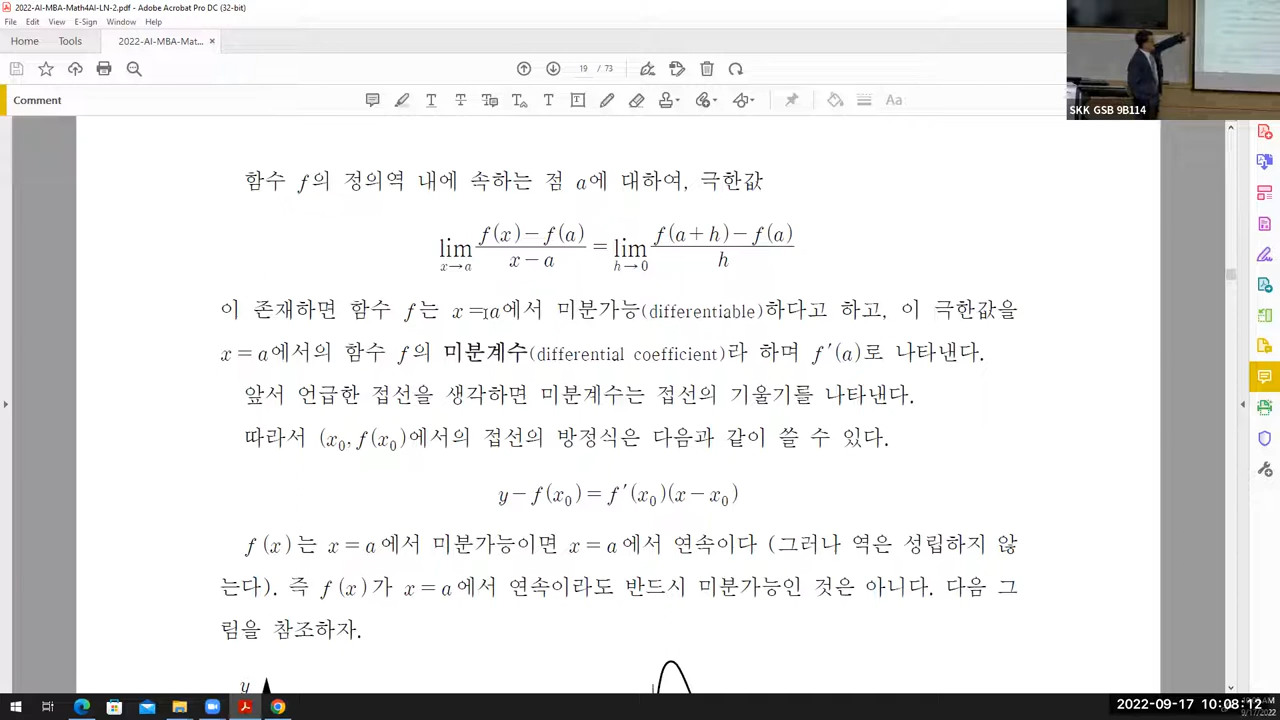 2022-AI-MBA-Math4AI-LN-2.pdf - Adobe Acrobat Pro DC (32-bit)
File Edit View E-Sign Window Help
Home Tools 2022-AI-MBA-Mat... ×
19 / 73
Comment
Aa
SKK GSB 9B114
함수 f의 정의역 내에 속하는 점 a에 대하여, 극한값
lim_{x→a} (f(x)−f(a))/(x−a) = lim_{h→0} (f(a+h)−f(a))/h
이 존재하면 함수 f는 x=a에서 미분가능(differentiable)하다고 하고, 이 극한값을
x=a에서의 함수 f의 미분계수(differential coefficient)라 하며 f′(a)로 나타낸다.
앞서 언급한 접선을 생각하면 미분계수는 접선의 기울기를 나타낸다.
따라서 (x₀, f(x₀)에서의 접선의 방정식은 다음과 같이 쓸 수 있다.
y−f(x₀)=f′(x₀)(x−x₀)
f(x)는 x=a에서 미분가능이면 x=a에서 연속이다 (그러나 역은 성립하지 않
는다). 즉 f(x)가 x=a에서 연속이라도 반드시 미분가능인 것은 아니다. 다음 그
림을 참조하자.
y
2022-09-17 10:08:12